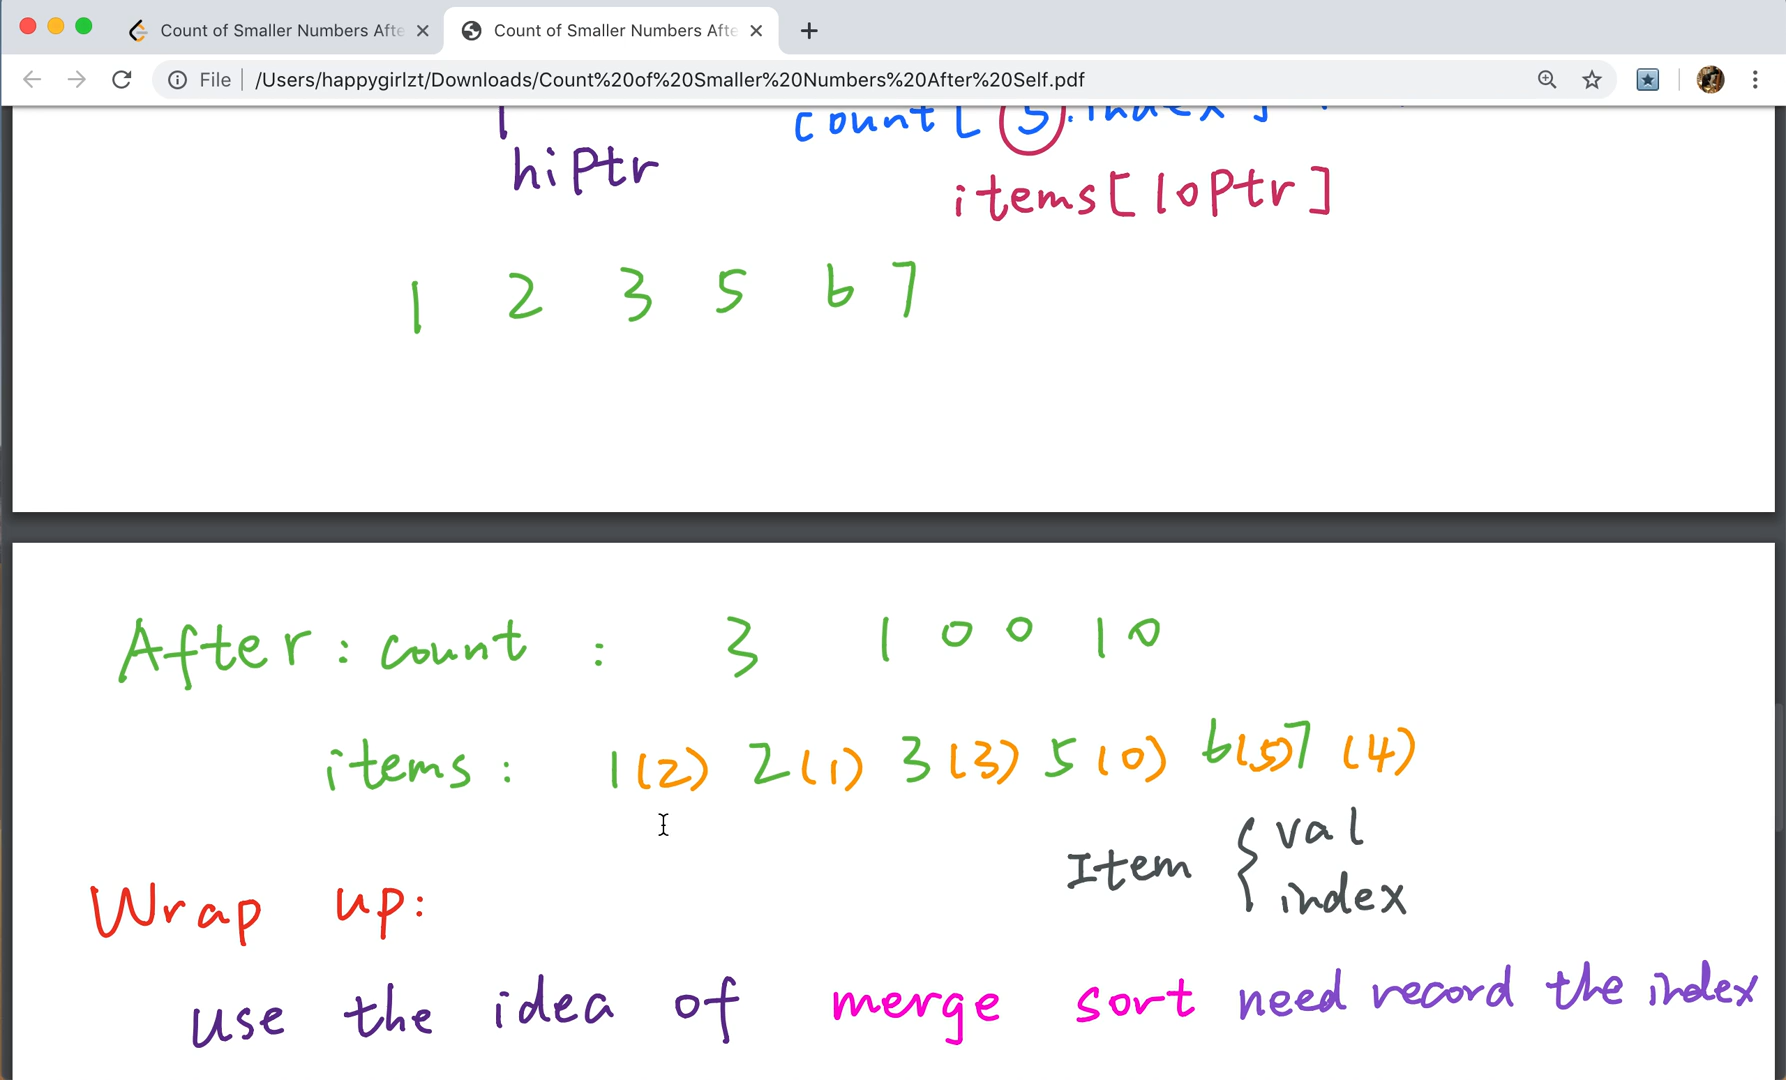 Count of Smaller Numbers Afte
Count of Smaller Numbers Afte
File /Users/happygirlzt/Downloads/Count%20of%20Smaller%20Numbers%20After%20Self.pdf
count[5.index]
hiPtr
items[loPtr]
1 2 3 5 6 7
After: count : 3 1 0 0 1 0
items: 1(2) 2(1) 3(3) 5(0) 6(5) 7(4)
Item { val
index
Wrap up:
use the idea of merge sort need record the index